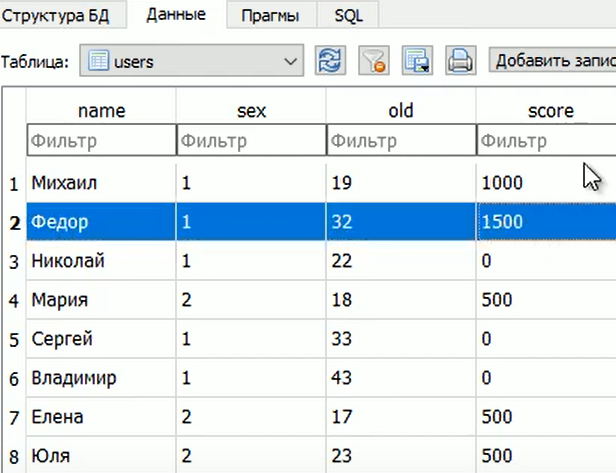 Структура БД Данные Прагмы SQL
Таблица: users Добавить запис
name sex old score
Фильтр Фильтр Фильтр Фильтр
1 Михаил 1 19 1000
2 Федор 1 32 1500
3 Николай 1 22 0
4 Мария 2 18 500
5 Сергей 1 33 0
6 Владимир 1 43 0
7 Елена 2 17 500
8 Юля 2 23 500